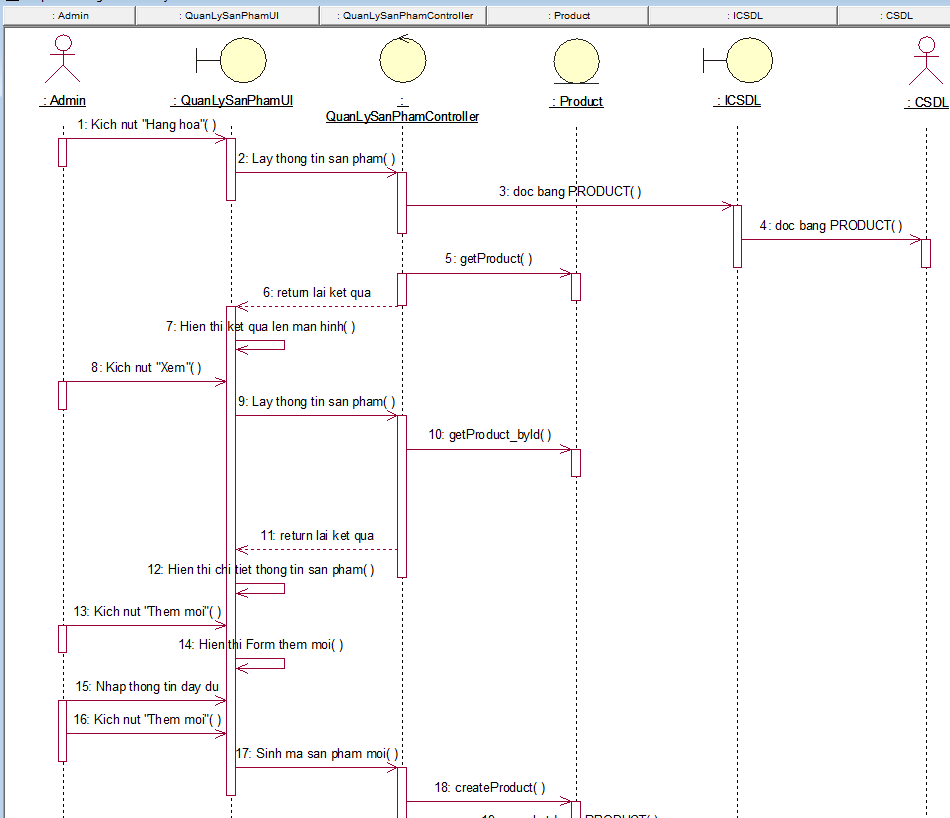 : Admin
: QuanLySanPhamUI
: QuanLySanPhamController
: Product
: ICSDL
: CSDL
: Admin
: QuanLySanPhamUI
:
QuanLySanPhamController
: Product
: ICSDL
: CSDL
1: Kich nut "Hang hoa"( )
2: Lay thong tin san pham( )
3: doc bang PRODUCT( )
4: doc bang PRODUCT( )
5: getProduct( )
6: return lai ket qua
7: Hien thi ket qua len man hinh( )
8: Kich nut "Xem"( )
9: Lay thong tin san pham( )
10: getProduct_byId( )
11: return lai ket qua
12: Hien thi chi tiet thong tin san pham( )
13: Kich nut "Them moi"( )
14: Hien thi Form them moi( )
15: Nhap thong tin day du
16: Kich nut "Them moi"( )
17: Sinh ma san pham moi( )
18: createProduct( )
PRODUCT( )